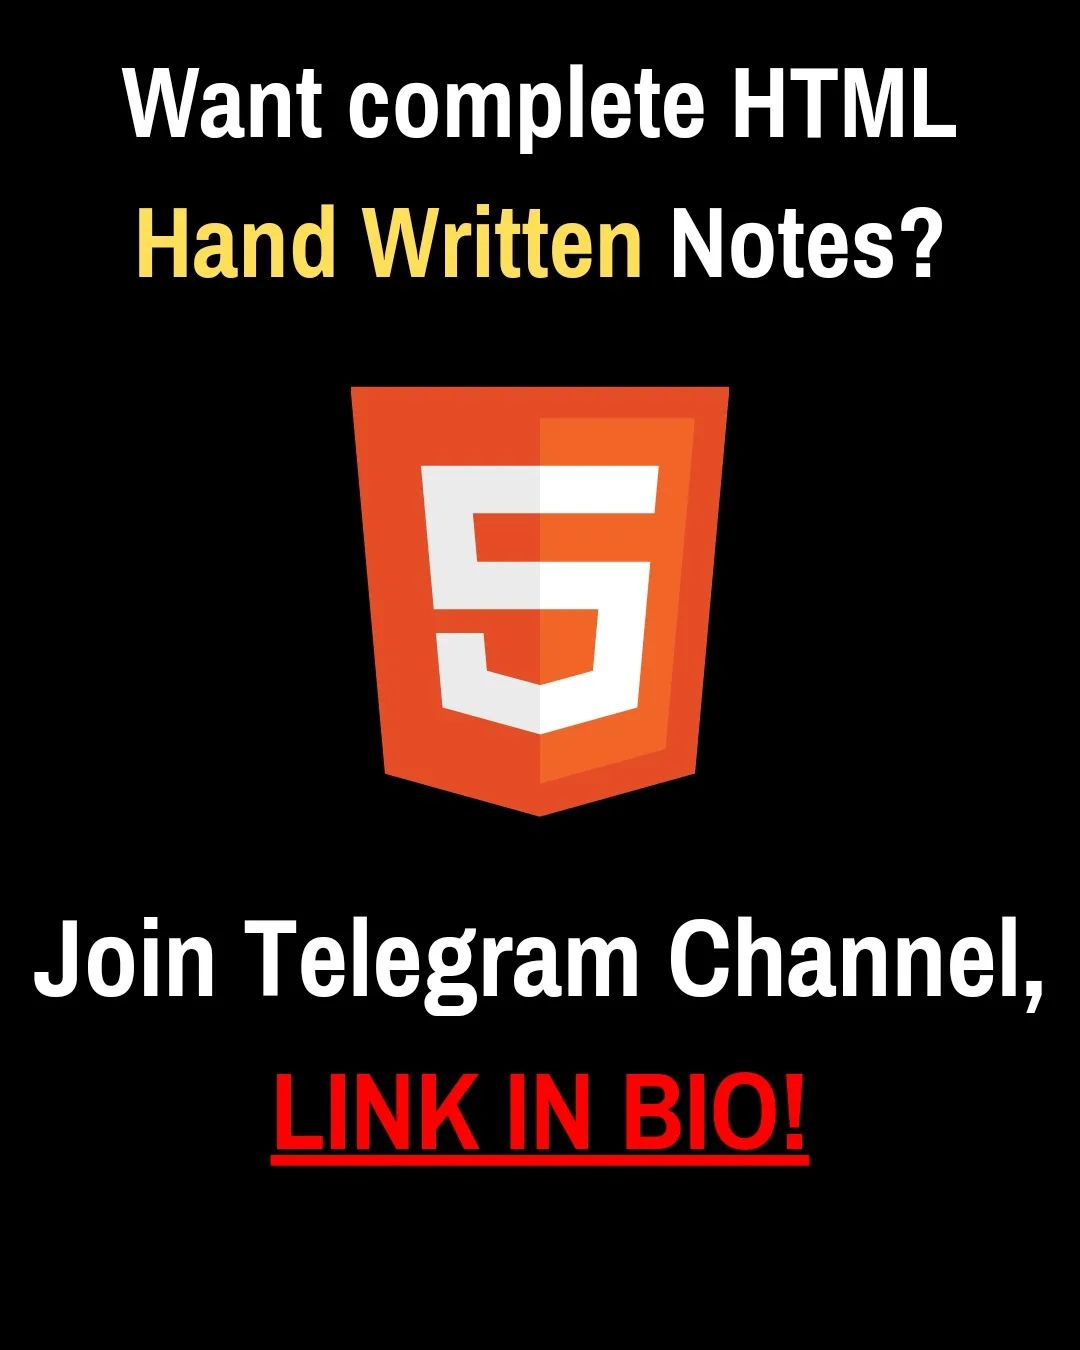 Want complete HTML
Hand Written Notes?
5
Join Telegram Channel,
LINK IN BIO!